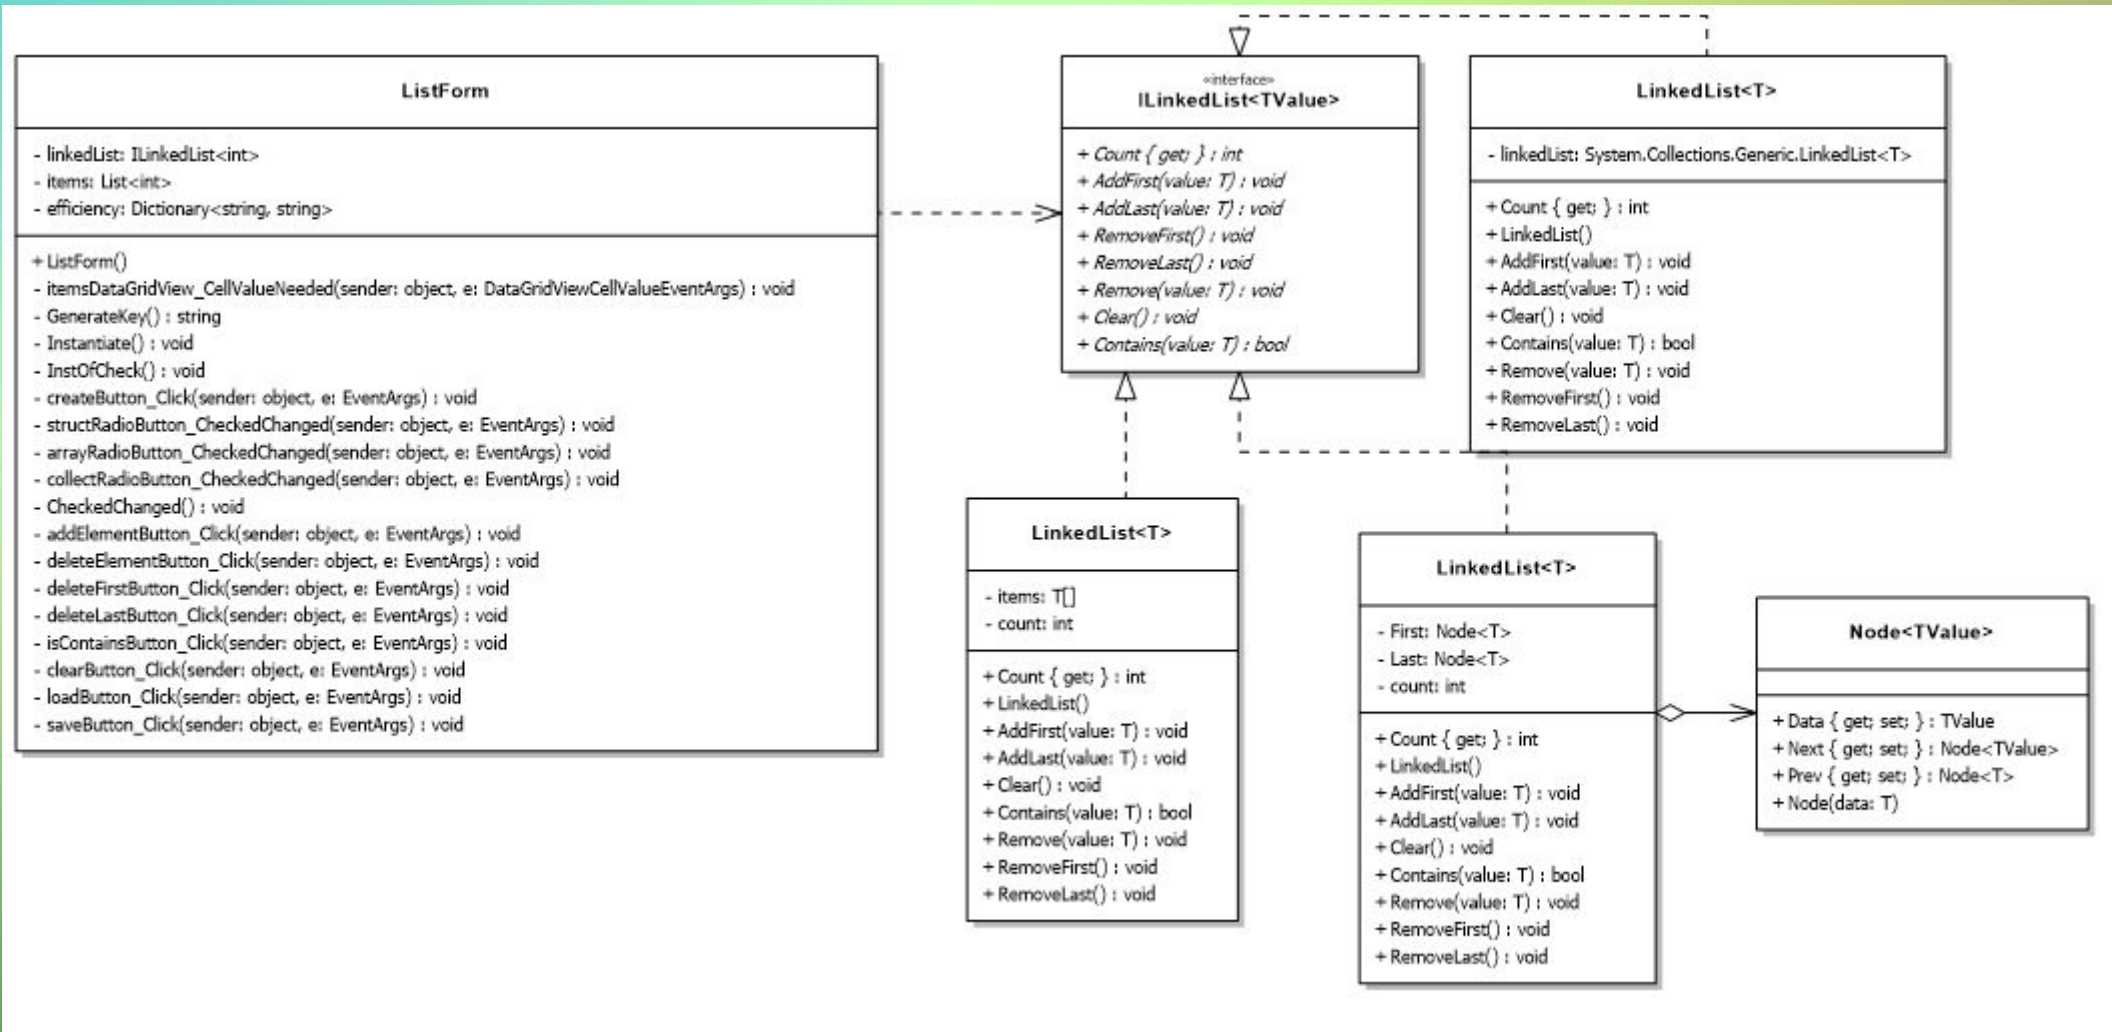 ListForm
- linkedList: ILinkedList<int>
- items: List<int>
- efficiency: Dictionary<string, string>
+ ListForm()
- itemsDataGridView_CellValueNeeded(sender: object, e: DataGridViewCellValueEventArgs) : void
- GenerateKey() : string
- Instantiate() : void
- InstOfCheck() : void
- createButton_Click(sender: object, e: EventArgs) : void
- structRadioButton_CheckedChanged(sender: object, e: EventArgs) : void
- arrayRadioButton_CheckedChanged(sender: object, e: EventArgs) : void
- collectRadioButton_CheckedChanged(sender: object, e: EventArgs) : void
- CheckedChanged() : void
- addElementButton_Click(sender: object, e: EventArgs) : void
- deleteElementButton_Click(sender: object, e: EventArgs) : void
- deleteFirstButton_Click(sender: object, e: EventArgs) : void
- deleteLastButton_Click(sender: object, e: EventArgs) : void
- isContainsButton_Click(sender: object, e: EventArgs) : void
- clearButton_Click(sender: object, e: EventArgs) : void
- loadButton_Click(sender: object, e: EventArgs) : void
- saveButton_Click(sender: object, e: EventArgs) : void
«interface»
ILinkedList<TValue>
+ Count { get; } : int
+ AddFirst(value: T) : void
+ AddLast(value: T) : void
+ RemoveFirst() : void
+ RemoveLast() : void
+ Remove(value: T) : void
+ Clear() : void
+ Contains(value: T) : bool
LinkedList<T>
- linkedList: System.Collections.Generic.LinkedList<T>
+ Count { get; } : int
+ LinkedList()
+ AddFirst(value: T) : void
+ AddLast(value: T) : void
+ Clear() : void
+ Contains(value: T) : bool
+ Remove(value: T) : void
+ RemoveFirst() : void
+ RemoveLast() : void
LinkedList<T>
- items: T[]
- count: int
+ Count { get; } : int
+ LinkedList()
+ AddFirst(value: T) : void
+ AddLast(value: T) : void
+ Clear() : void
+ Contains(value: T) : bool
+ Remove(value: T) : void
+ RemoveFirst() : void
+ RemoveLast() : void
LinkedList<T>
- First: Node<T>
- Last: Node<T>
- count: int
+ Count { get; } : int
+ LinkedList()
+ AddFirst(value: T) : void
+ AddLast(value: T) : void
+ Clear() : void
+ Contains(value: T) : bool
+ Remove(value: T) : void
+ RemoveFirst() : void
+ RemoveLast() : void
Node<TValue>
+ Data { get; set; } : TValue
+ Next { get; set; } : Node<TValue>
+ Prev { get; set; } : Node<T>
+ Node(data: T)